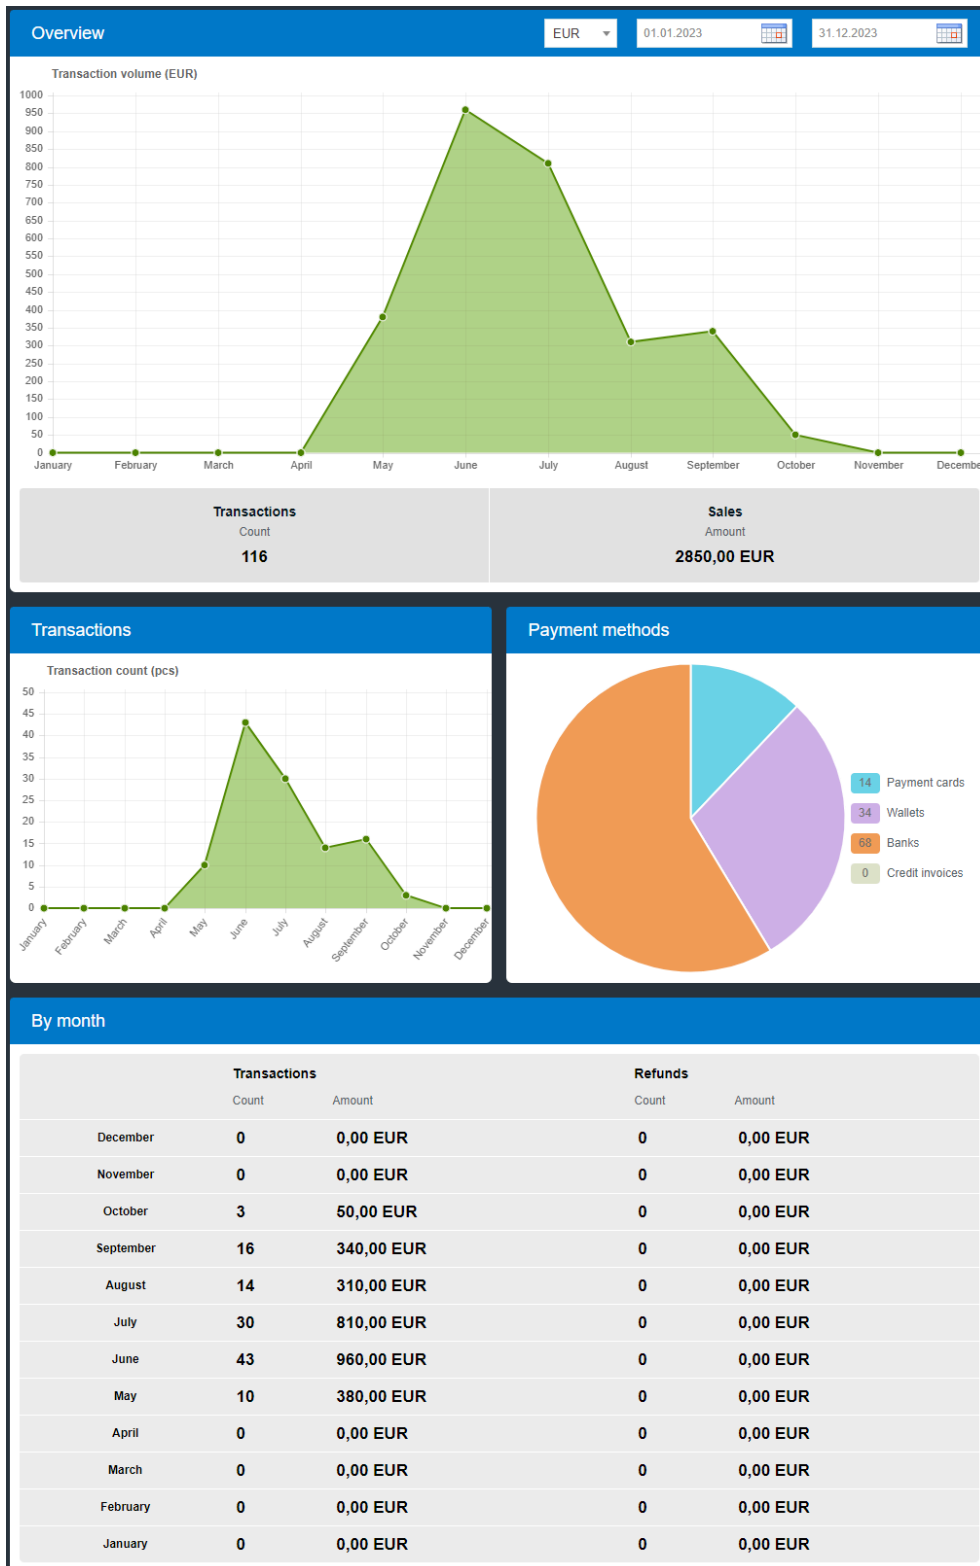 Overview
EUR
01.01.2023
31.12.2023
Transaction volume (EUR)
1000
950
900
850
800
750
700
650
600
550
500
450
400
350
300
250
200
150
100
50
0
January February March April May June July August September October November Decembe
Transactions
Count
116
Sales
Amount
2850,00 EUR
Transactions
Transaction count (pcs)
50
45
40
35
30
25
20
15
10
5
0
January February March April May June July August September October November December
Payment methods
14 Payment cards
34 Wallets
68 Banks
0 Credit invoices
By month
Transactions Refunds
Count Amount Count Amount
December 0 0,00 EUR 0 0,00 EUR
November 0 0,00 EUR 0 0,00 EUR
October 3 50,00 EUR 0 0,00 EUR
September 16 340,00 EUR 0 0,00 EUR
August 14 310,00 EUR 0 0,00 EUR
July 30 810,00 EUR 0 0,00 EUR
June 43 960,00 EUR 0 0,00 EUR
May 10 380,00 EUR 0 0,00 EUR
April 0 0,00 EUR 0 0,00 EUR
March 0 0,00 EUR 0 0,00 EUR
February 0 0,00 EUR 0 0,00 EUR
January 0 0,00 EUR 0 0,00 EUR